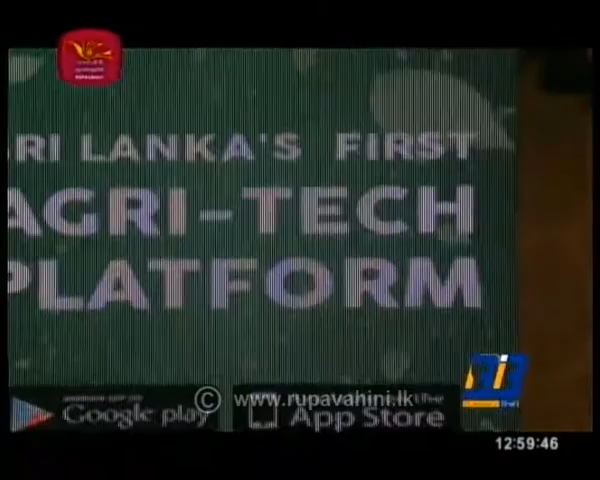 RI LANKA'S FIRST
AGRI-TECH
PLATFORM
Google play
App Store
© www.rupavahini.lk
12:59:46